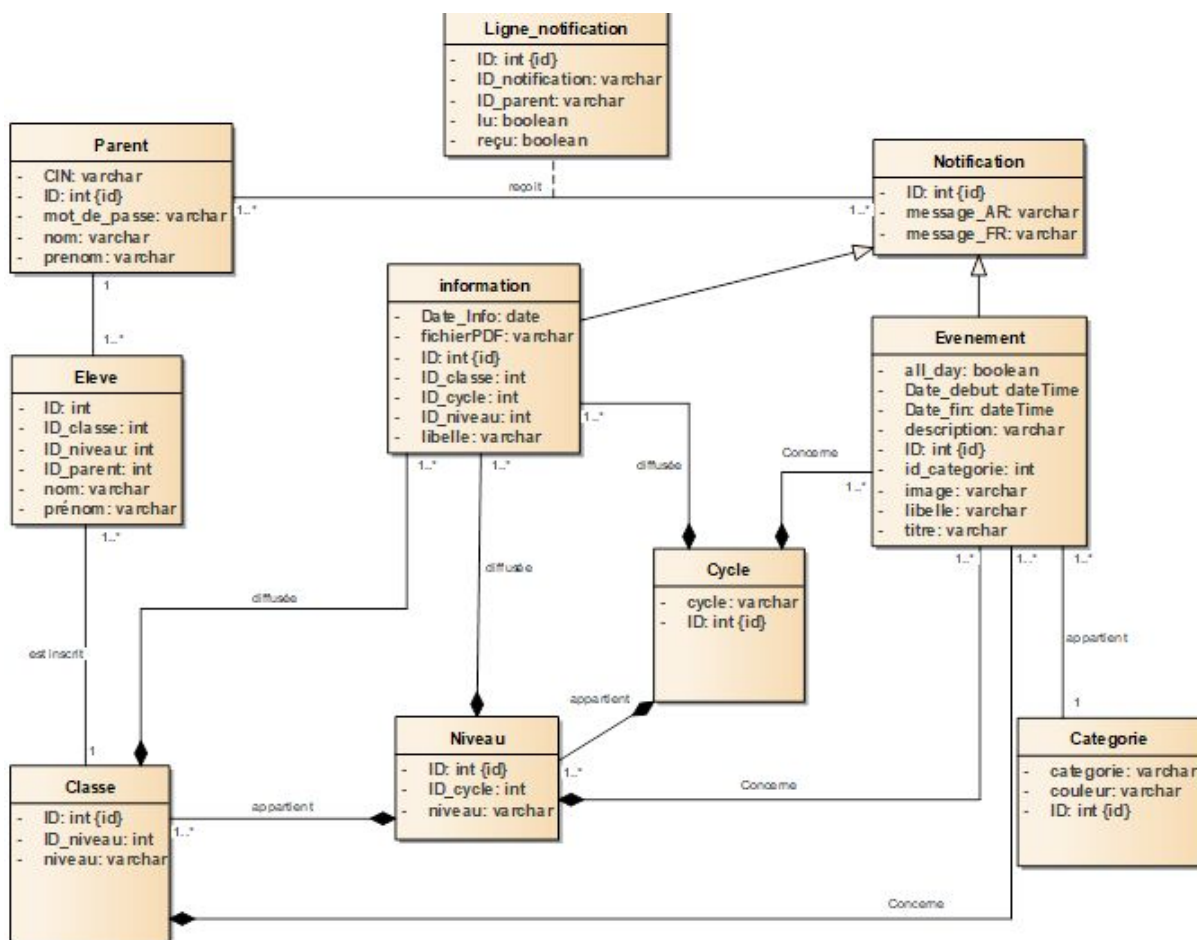 Ligne_notification
- ID: int {id}
- ID_notification: varchar
- ID_parent: varchar
- lu: boolean
- reçu: boolean
Parent
- CIN: varchar
- ID: int {id}
- mot_de_passe: varchar
- nom: varchar
- prenom: varchar
Notification
- ID: int {id}
- message_AR: varchar
- message_FR: varchar
reçoit
1..*
1..*
1
1..*
information
- Date_Info: date
- fichierPDF: varchar
- ID: int {id}
- ID_classe: int
- ID_cycle: int
- ID_niveau: int
- libelle: varchar
Evenement
- all_day: boolean
- Date_debut: dateTime
- Date_fin: dateTime
- description: varchar
- ID: int {id}
- id_categorie: int
- image: varchar
- libelle: varchar
- titre: varchar
Eleve
- ID: int
- ID_classe: int
- ID_niveau: int
- ID_parent: int
- nom: varchar
- prénom: varchar
1..*
1..*
1..*
1..*
diffusée
Concerne
1..*
1..*
1..*
1..*
diffusée
diffusée
Cycle
- cycle: varchar
- ID: int {id}
appartient
est inscrit
appartient
1
1
Niveau
- ID: int {id}
- ID_cycle: int
- niveau: varchar
1..*
Categorie
- categorie: varchar
- couleur: varchar
- ID: int {id}
Classe
- ID: int {id}
- ID_niveau: int
- niveau: varchar
appartient
1..*
Concerne
Concerne